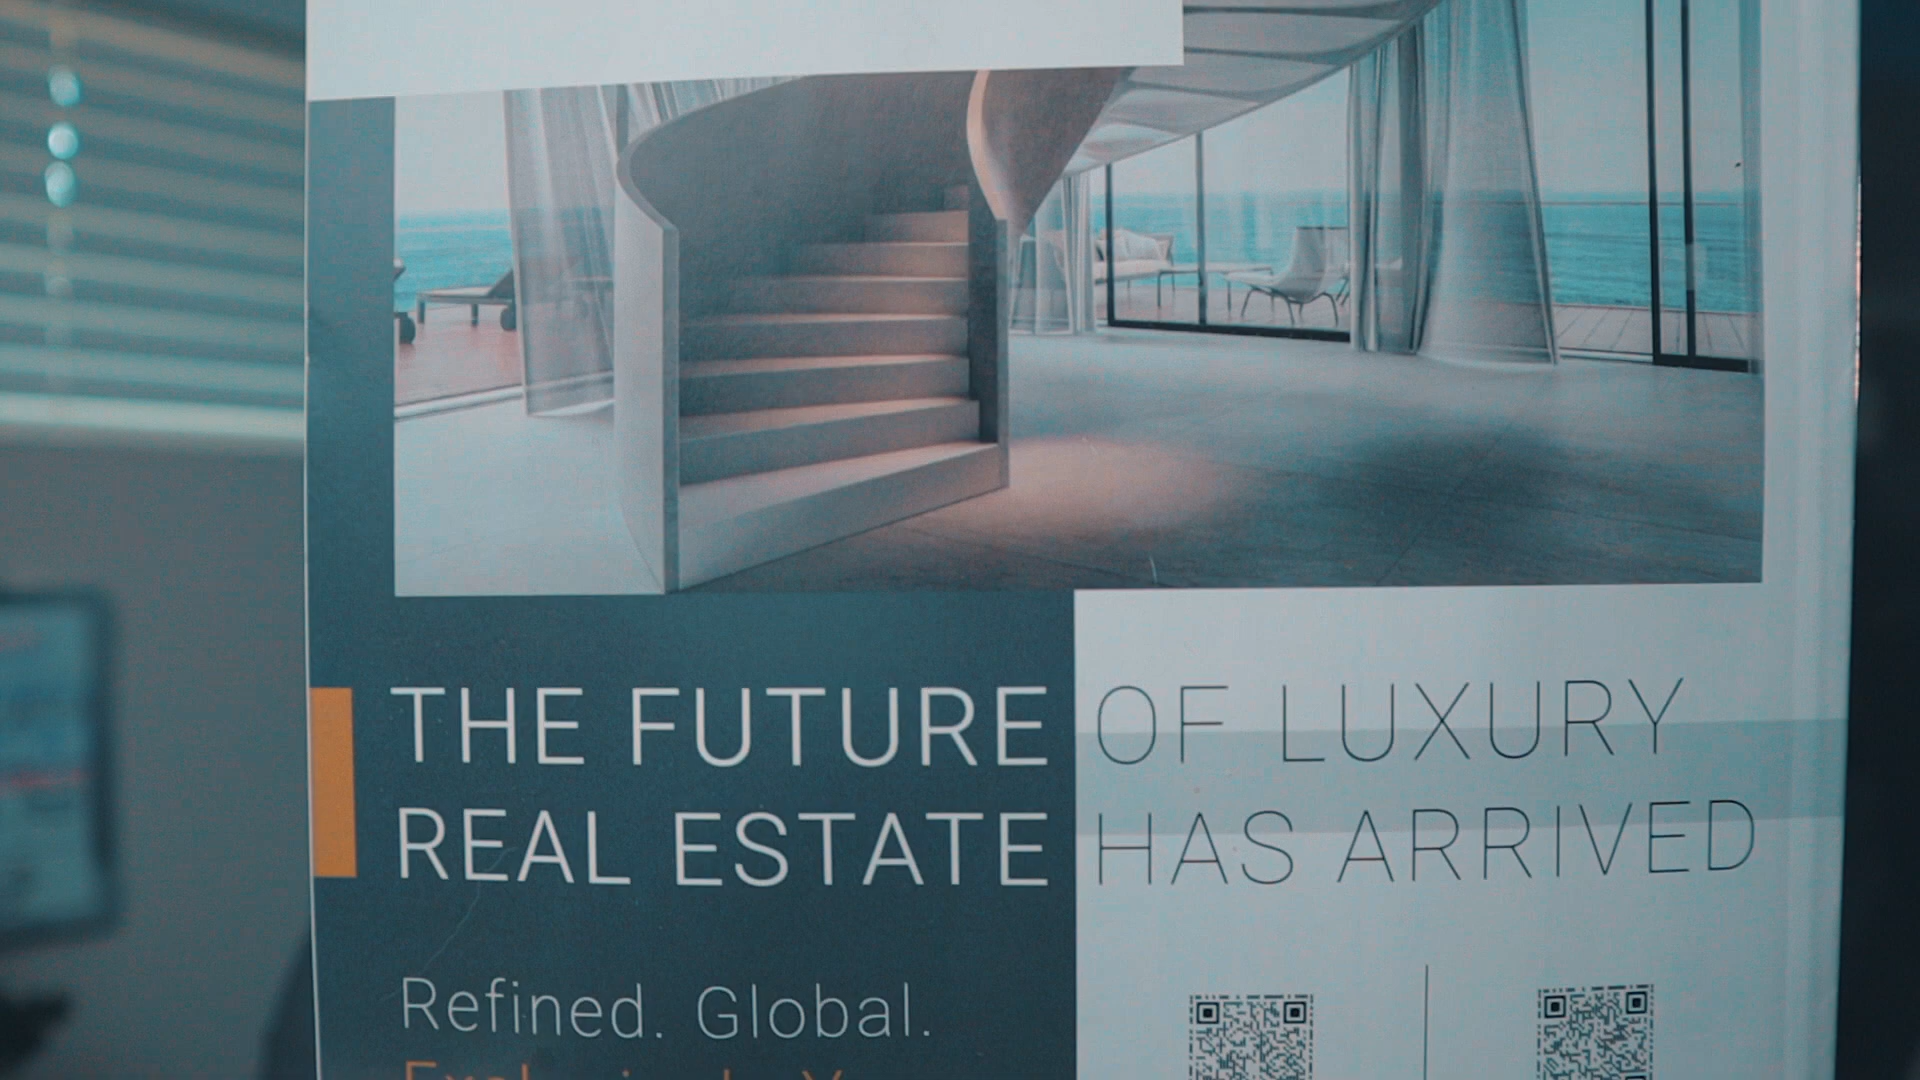 THE FUTURE OF LUXURY
REAL ESTATE HAS ARRIVED
Refined. Global.